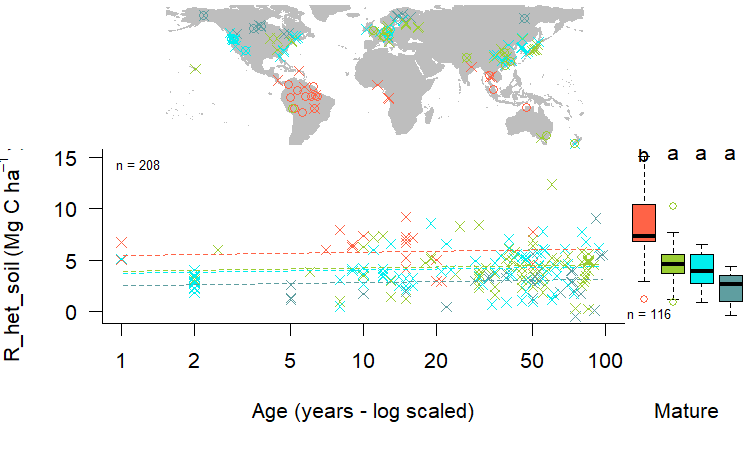 R_het_soil (Mg C ha⁻¹
15
10
5
0
n = 208
1
2
5
10
20
50
100
Age (years - log scaled)
b a a a
n = 116
Mature